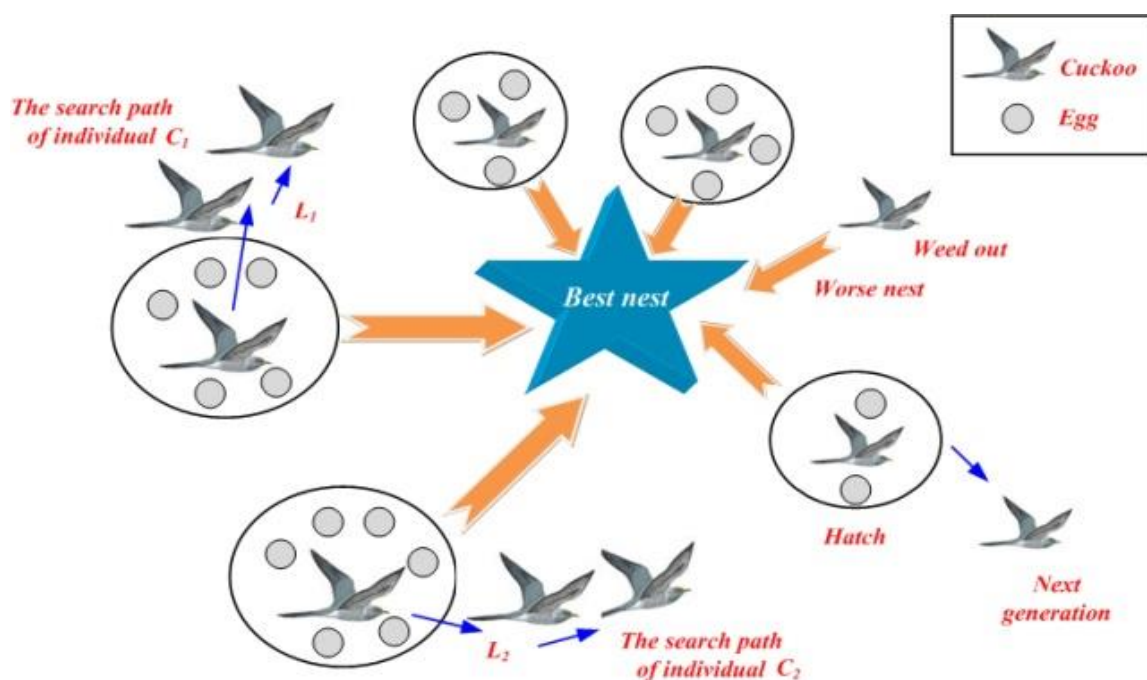 The search path
of individual C₁
L₁
Cuckoo
Egg
Weed out
Worse nest
Best nest
Hatch
Next
generation
L₂
The search path
of individual C₂